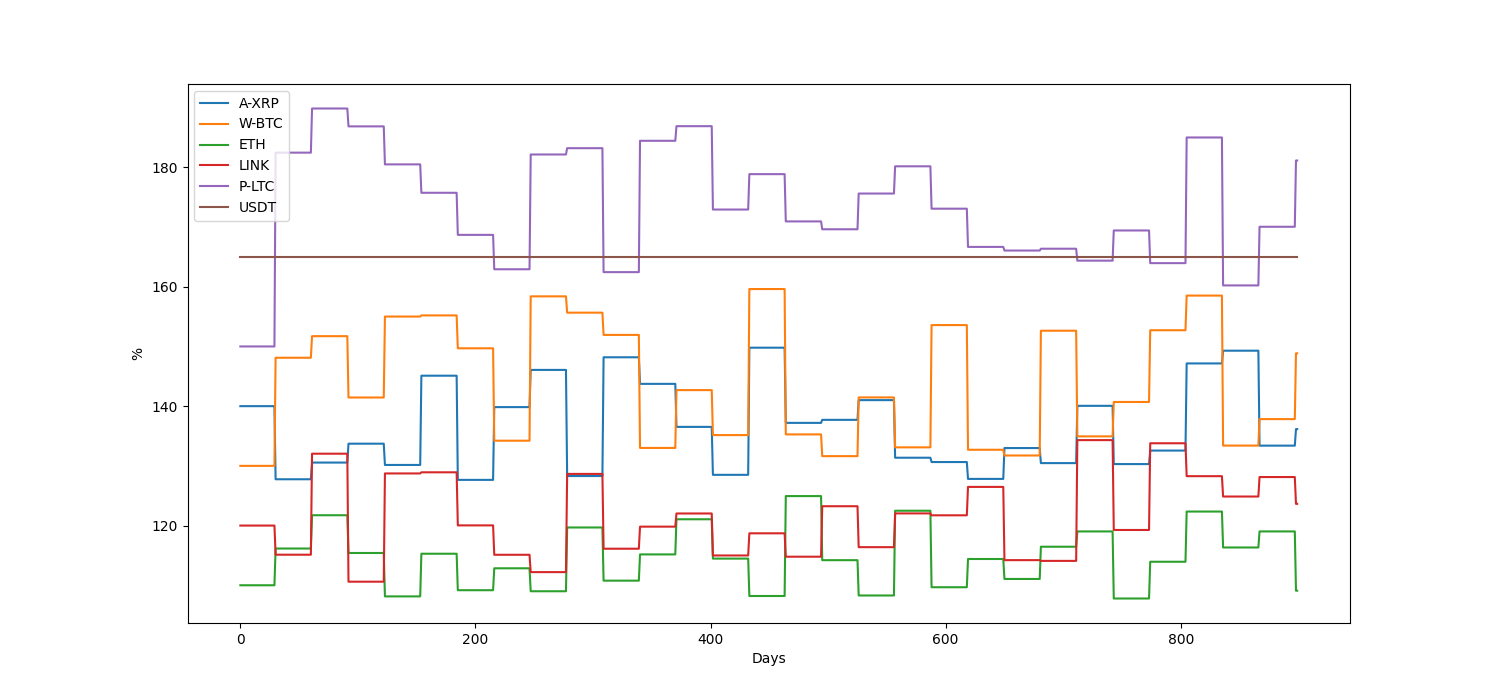 A-XRP
W-BTC
ETH
LINK
P-LTC
USDT
180
160
140
120
%
0 200 400 600 800
Days